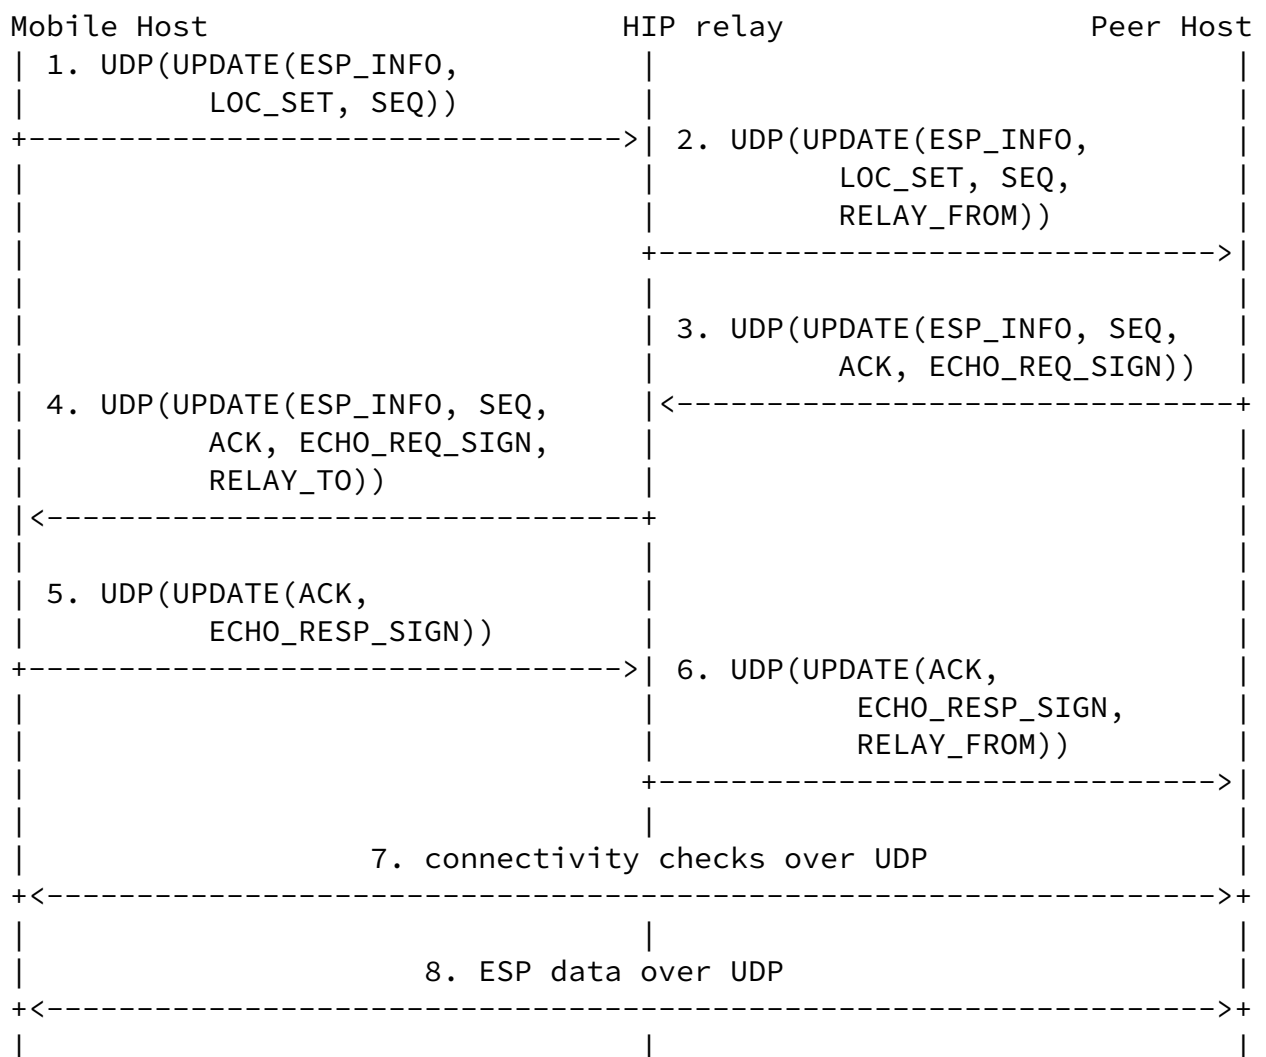 Mobile Host HIP relay Peer Host
1. UDP(UPDATE(ESP_INFO,
LOC_SET, SEQ))
2. UDP(UPDATE(ESP_INFO,
LOC_SET, SEQ,
RELAY_FROM))
3. UDP(UPDATE(ESP_INFO, SEQ,
ACK, ECHO_REQ_SIGN))
4. UDP(UPDATE(ESP_INFO, SEQ,
ACK, ECHO_REQ_SIGN,
RELAY_TO))
5. UDP(UPDATE(ACK,
ECHO_RESP_SIGN))
6. UDP(UPDATE(ACK,
ECHO_RESP_SIGN,
RELAY_FROM))
7. connectivity checks over UDP
8. ESP data over UDP